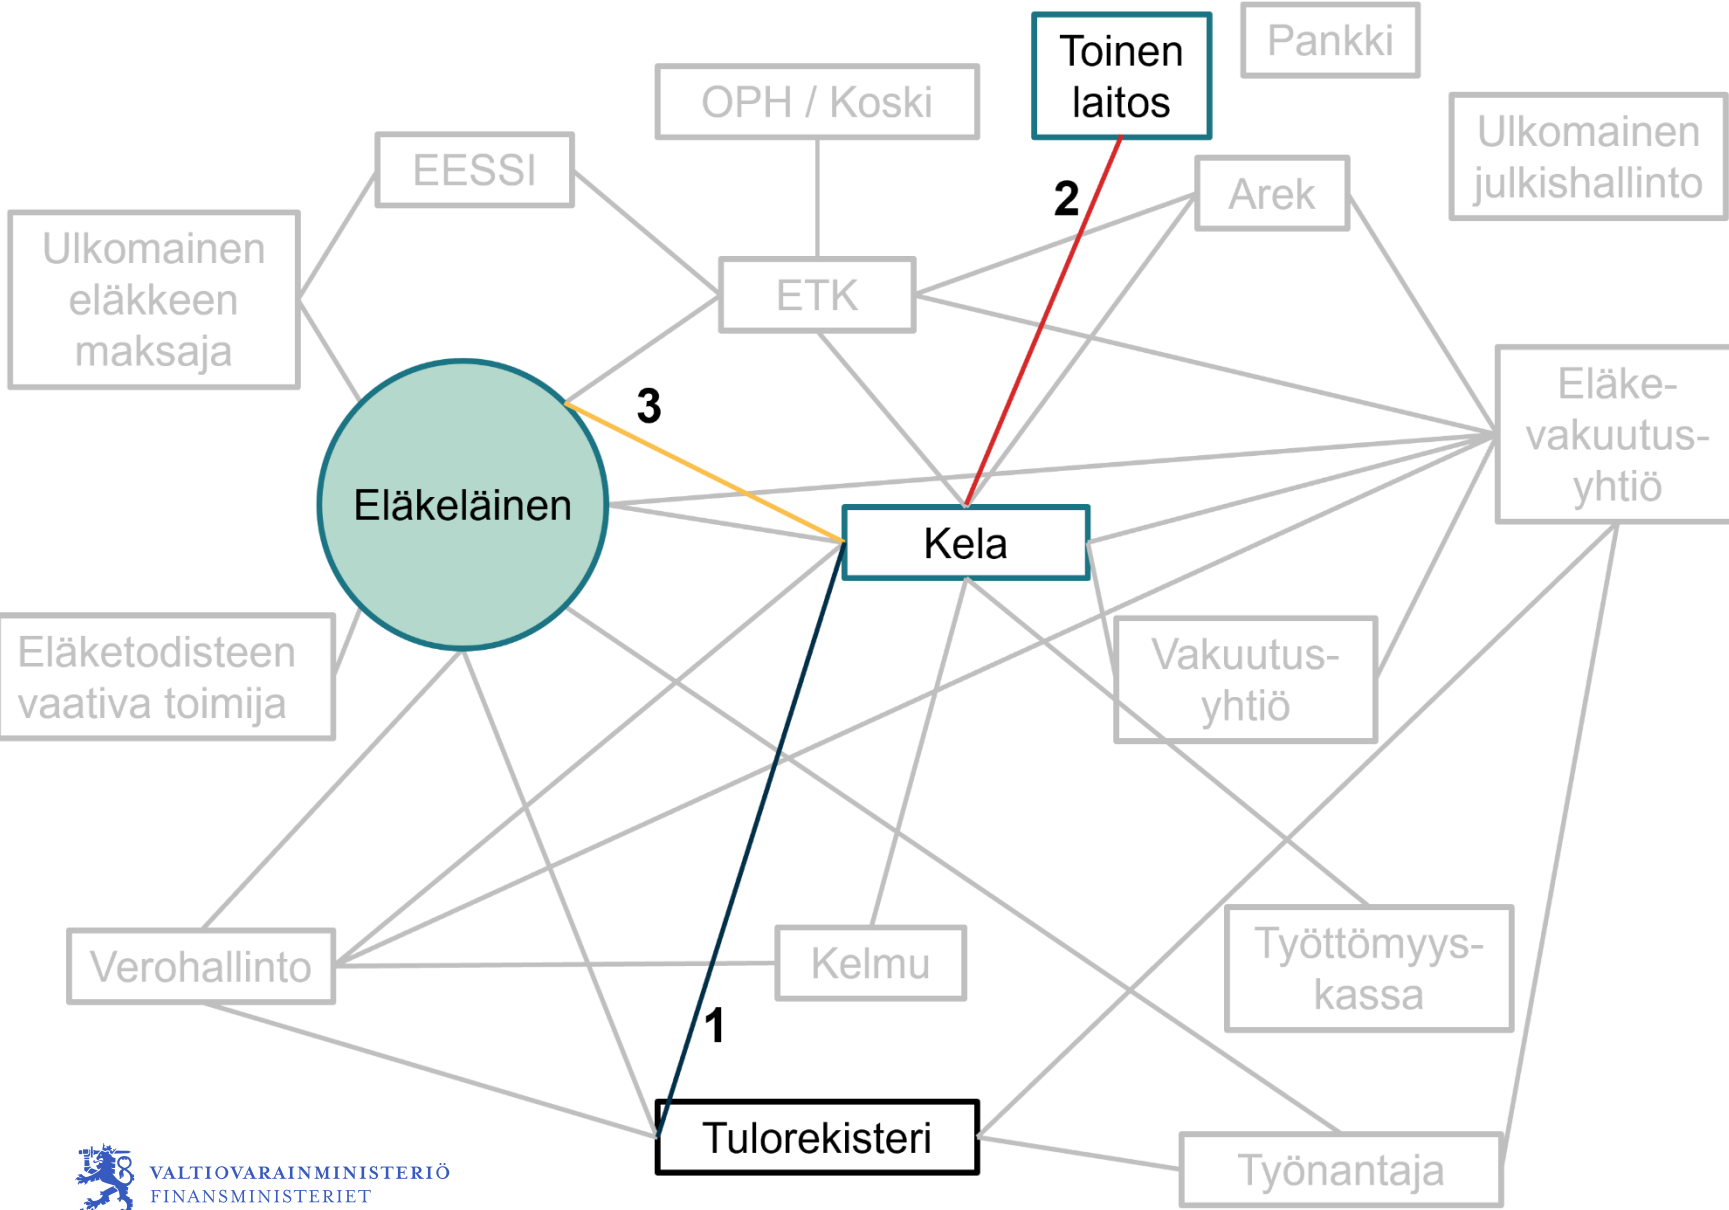 Pankki
Toinen
laitos
OPH / Koski
Ulkomainen
julkishallinto
EESSI
Arek
2
Ulkomainen
eläkkeen
maksaja
ETK
3
Eläke-
vakuutus-
yhtiö
Eläkeläinen
Kela
Eläketodisteen
vaativa toimija
Vakuutus-
yhtiö
Verohallinto
Kelmu
Työttömyys-
kassa
1
Tulorekisteri
Työnantaja
VALTIOVARAINMINISTERIÖ
FINANSMINISTERIET